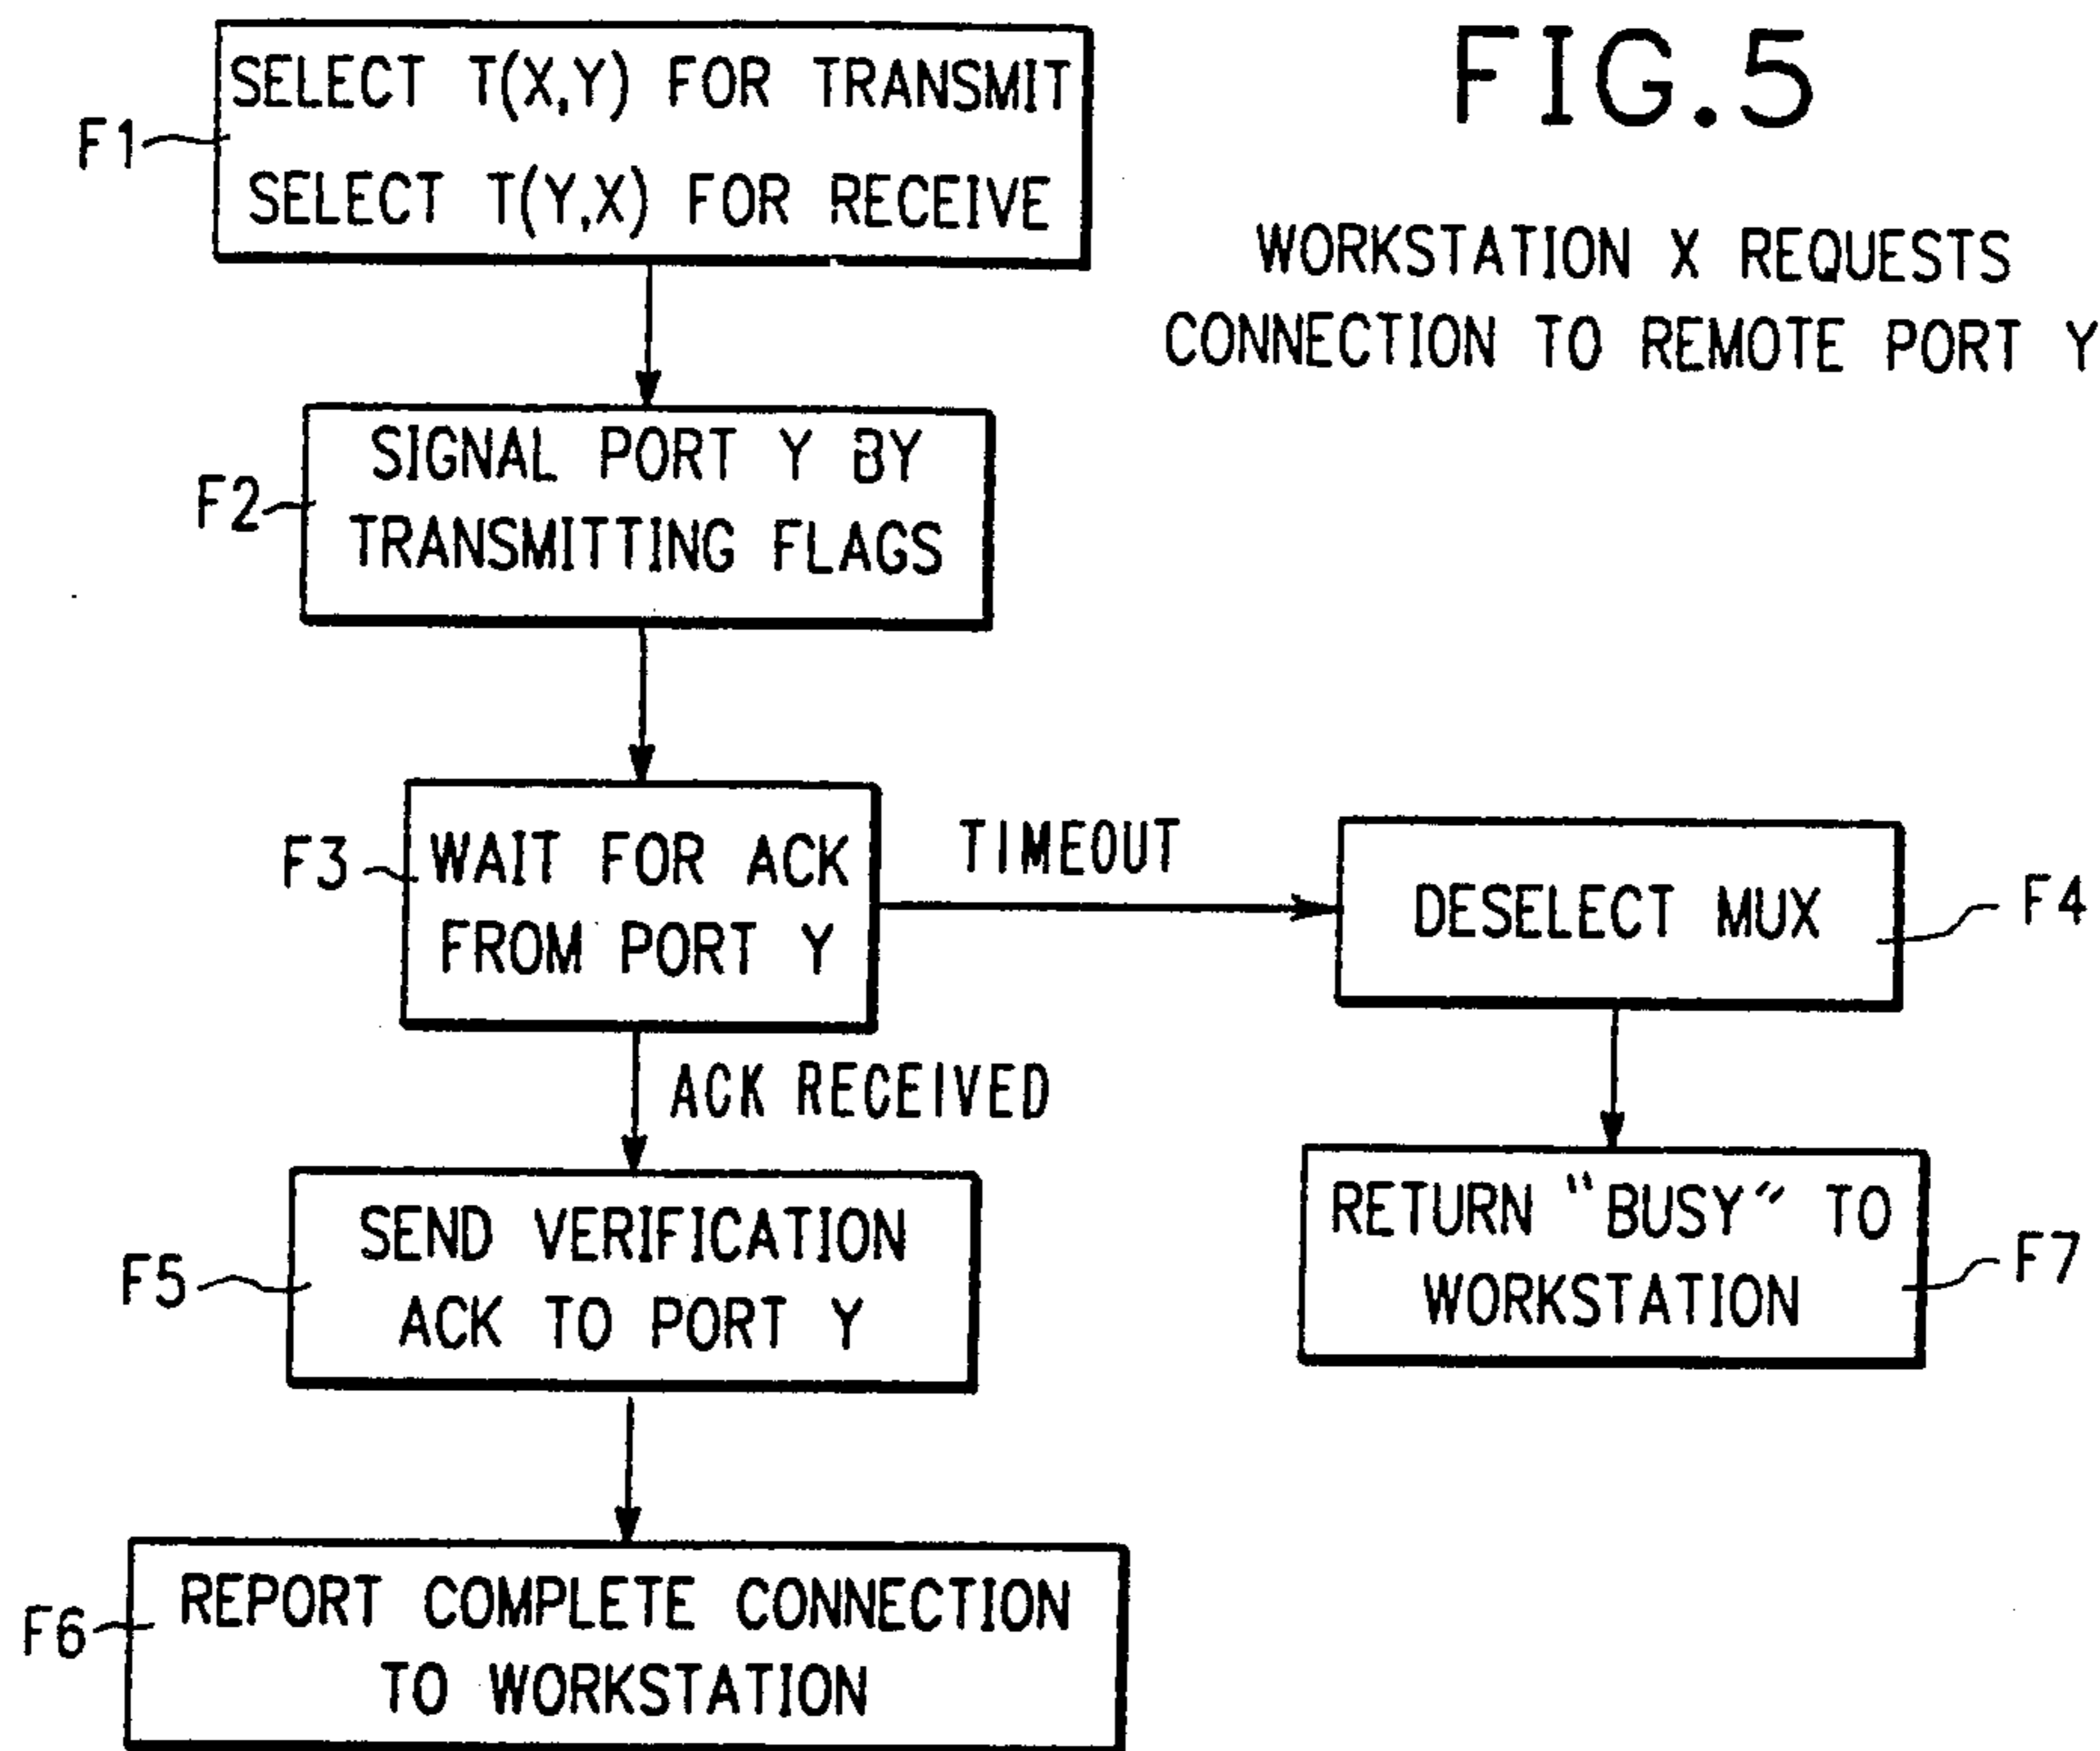 FIG.5
WORKSTATION X REQUESTS
CONNECTION TO REMOTE PORT Y
F1
SELECT T(X,Y) FOR TRANSMIT
SELECT T(Y,X) FOR RECEIVE
F2
SIGNAL PORT Y BY
TRANSMITTING FLAGS
F3
WAIT FOR ACK
FROM PORT Y
TIMEOUT
DESELECT MUX
F4
ACK RECEIVED
F5
SEND VERIFICATION
ACK TO PORT Y
RETURN "BUSY" TO
WORKSTATION
F7
F6
REPORT COMPLETE CONNECTION
TO WORKSTATION